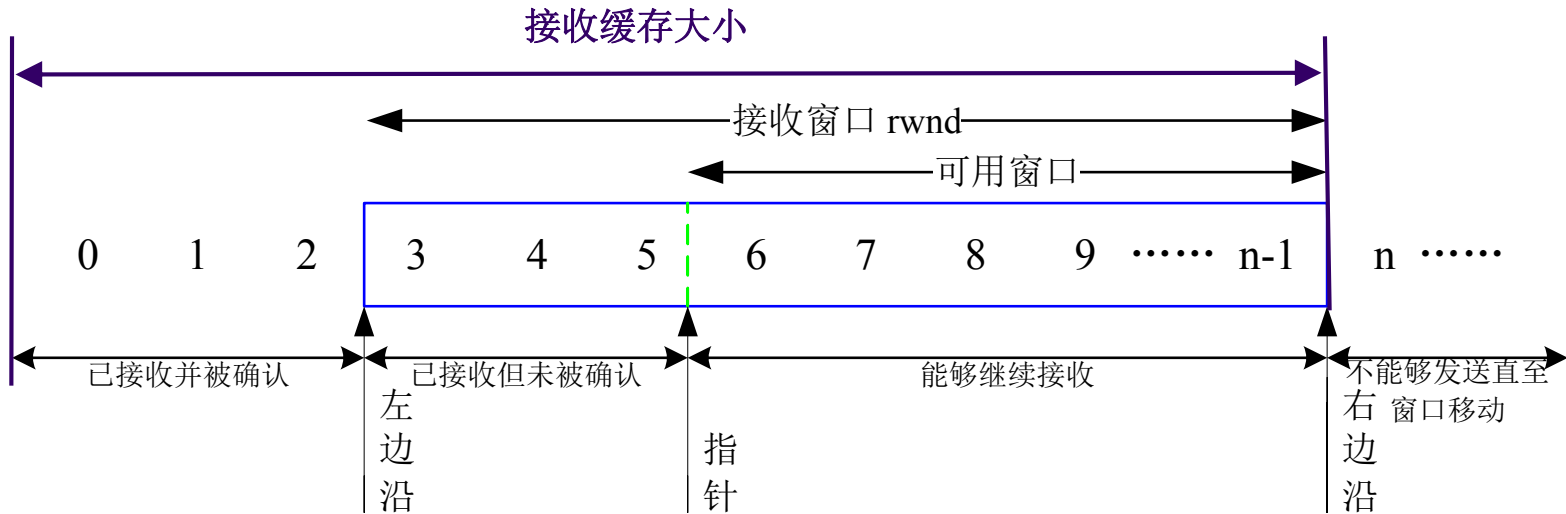 接收缓存大小
接收窗口 rwnd
可用窗口
0 1 2 3 4 5 6 7 8 9 …… n-1 n ……
已接收并被确认 已接收但未被确认 能够继续接收 不能够发送直至
窗口移动
左边沿
指针
右边沿